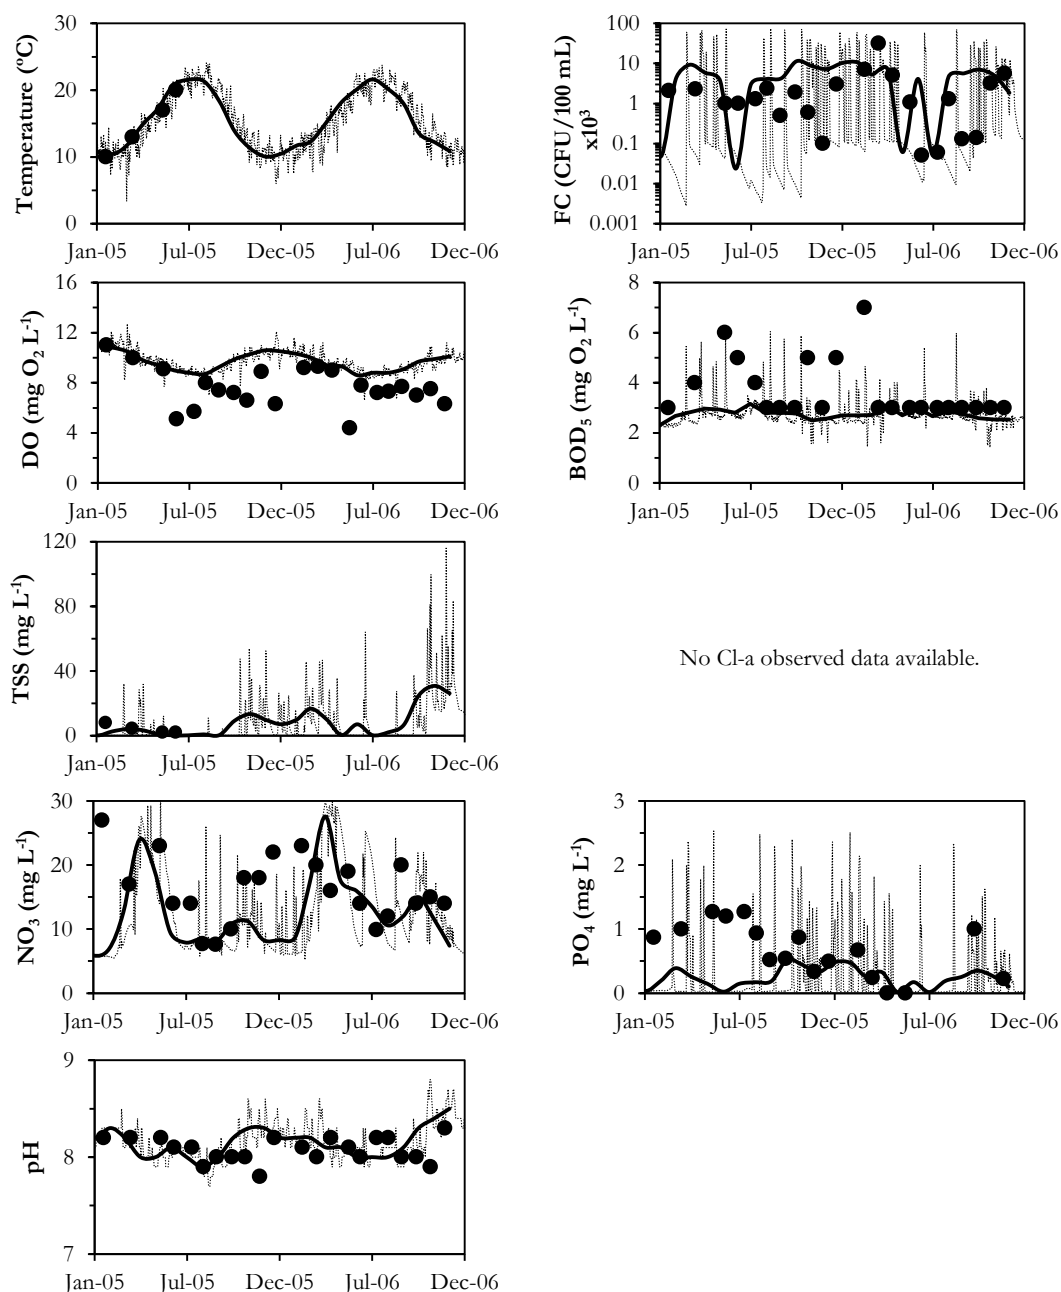 Temperature (ºC)
30
20
10
0
Jan-05 Jul-05 Dec-05 Jul-06 Dec-06
FC (CFU/100 mL)
x10³
100
10
1
0.1
0.01
0.001
Jan-05 Jul-05 Dec-05 Jul-06 Dec-06
DO (mg O₂ L⁻¹)
16
12
8
4
0
Jan-05 Jul-05 Dec-05 Jul-06 Dec-06
BOD₅ (mg O₂ L⁻¹)
8
6
4
2
0
Jan-05 Jul-05 Dec-05 Jul-06 Dec-06
TSS (mg L⁻¹)
120
80
40
0
Jan-05 Jul-05 Dec-05 Jul-06 Dec-06
No Cl-a observed data available.
NO₃ (mg L⁻¹)
30
20
10
0
Jan-05 Jul-05 Dec-05 Jul-06 Dec-06
PO₄ (mg L⁻¹)
3
2
1
0
Jan-05 Jul-05 Dec-05 Jul-06 Dec-06
pH
9
8
7
Jan-05 Jul-05 Dec-05 Jul-06 Dec-06